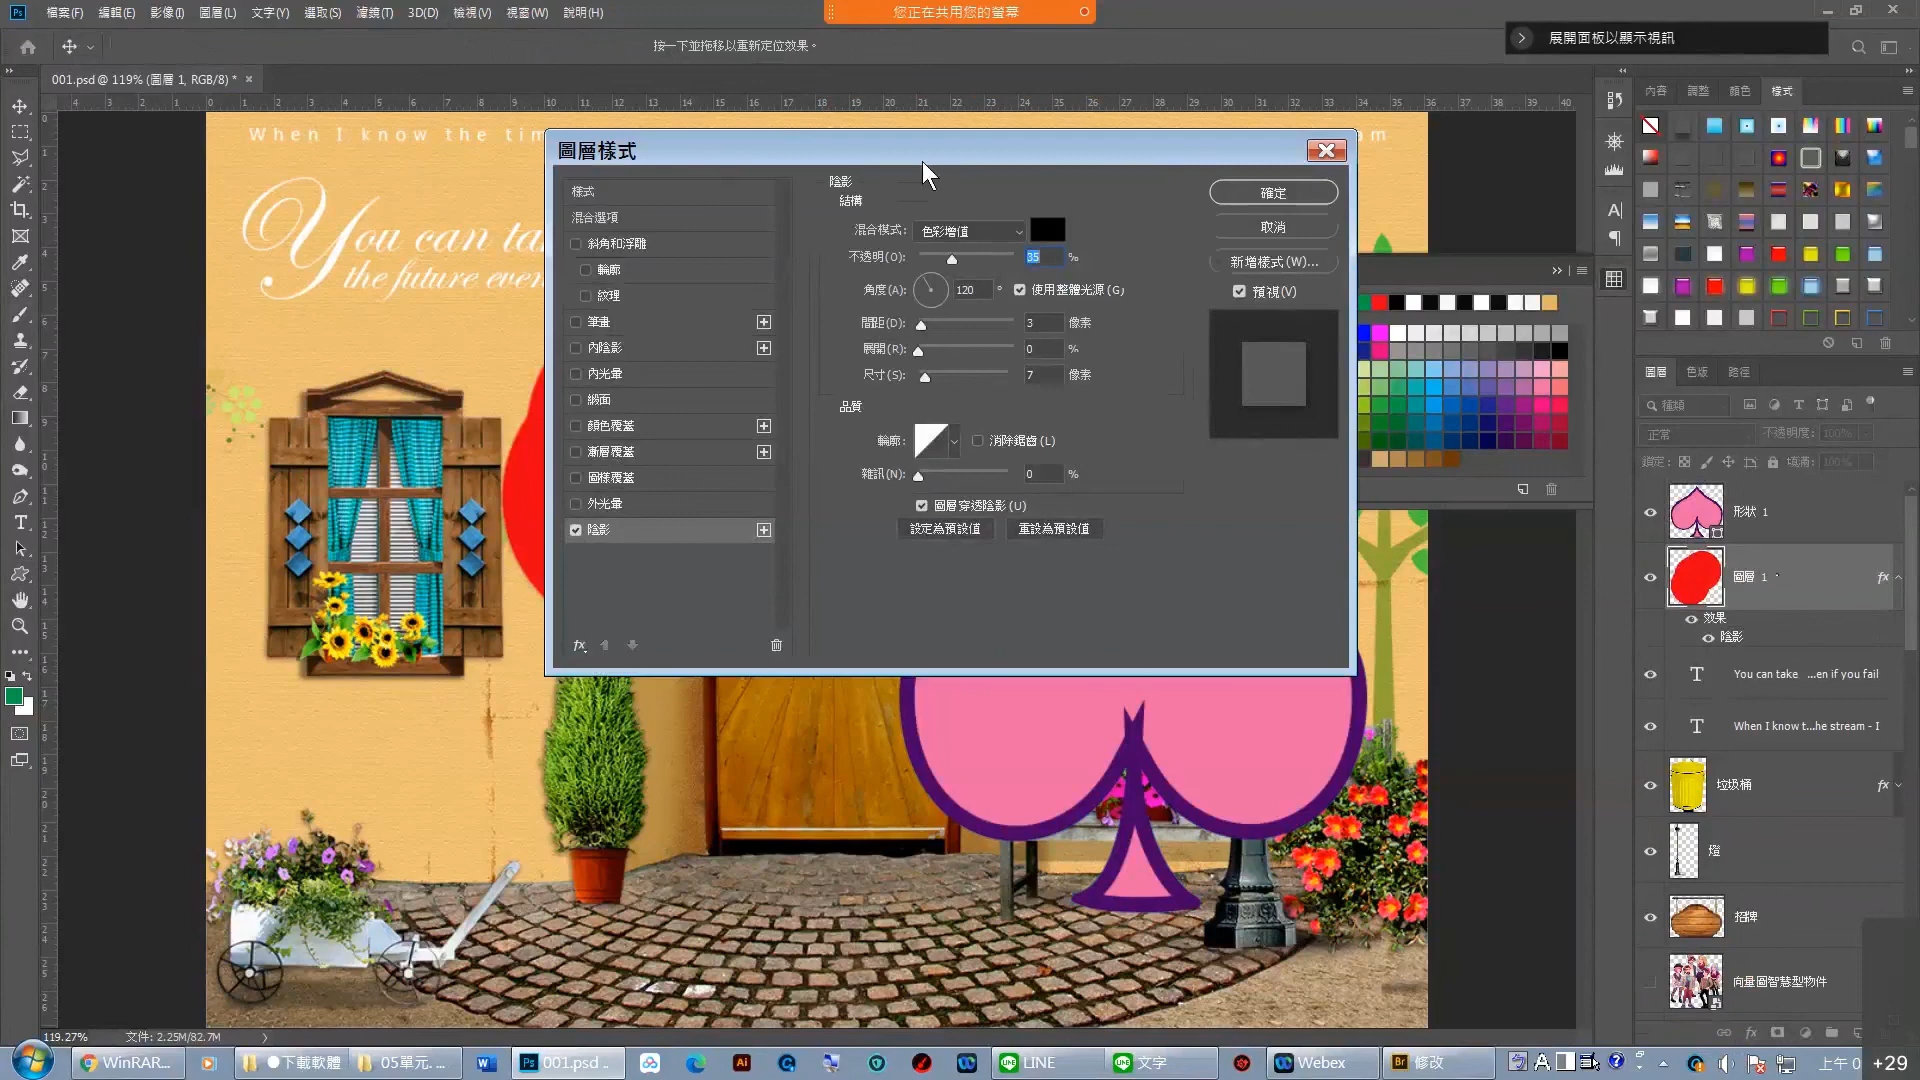 檔案(F) 編輯(E) 影像(I) 圖層(L) 文字(Y) 選取(S) 濾鏡(T) 3D(D) 檢視(V) 視窗(W) 說明(H)
您正在共用您的螢幕
按一下並拖移以重新定位效果。
展開面板以顯示視訊
001.psd @ 119% (圖層 1, RGB/8) *
內容 調整 顏色 樣式
When I know the tim
om
You can ta
the future even
圖層樣式
樣式
混合選項
斜角和浮雕
輪廓
紋理
筆畫
內陰影
內光暈
緞面
顏色覆蓋
漸層覆蓋
圖樣覆蓋
外光暈
陰影
陰影
結構
混合模式: 色彩增值
不透明(O): 35 %
角度(A): 120 ° 使用整體光源(G)
間距(D): 3 像素
展開(R): 0 %
尺寸(S): 7 像素
品質
輪廓: 消除鋸齒(L)
雜訊(N): 0 %
圖層穿透陰影(U)
設定為預設值 重設為預設值
確定
取消
新增樣式(W)...
預視(V)
圖層 色版 路徑
種類
正常 不透明度: 100%
鎖定: 填滿: 100%
形狀 1
圖層 1
fx
效果
陰影
You can take ...en if you fail
When I know t...he stream - I
垃圾桶 fx
燈
招牌
向量圖智慧型物件
119.27% 文件: 2.25M/82.7M
WinRAR... 下載軟體 05單元. ... 001.psd .. LINE 文字 Webex 修改
上午 0 +29